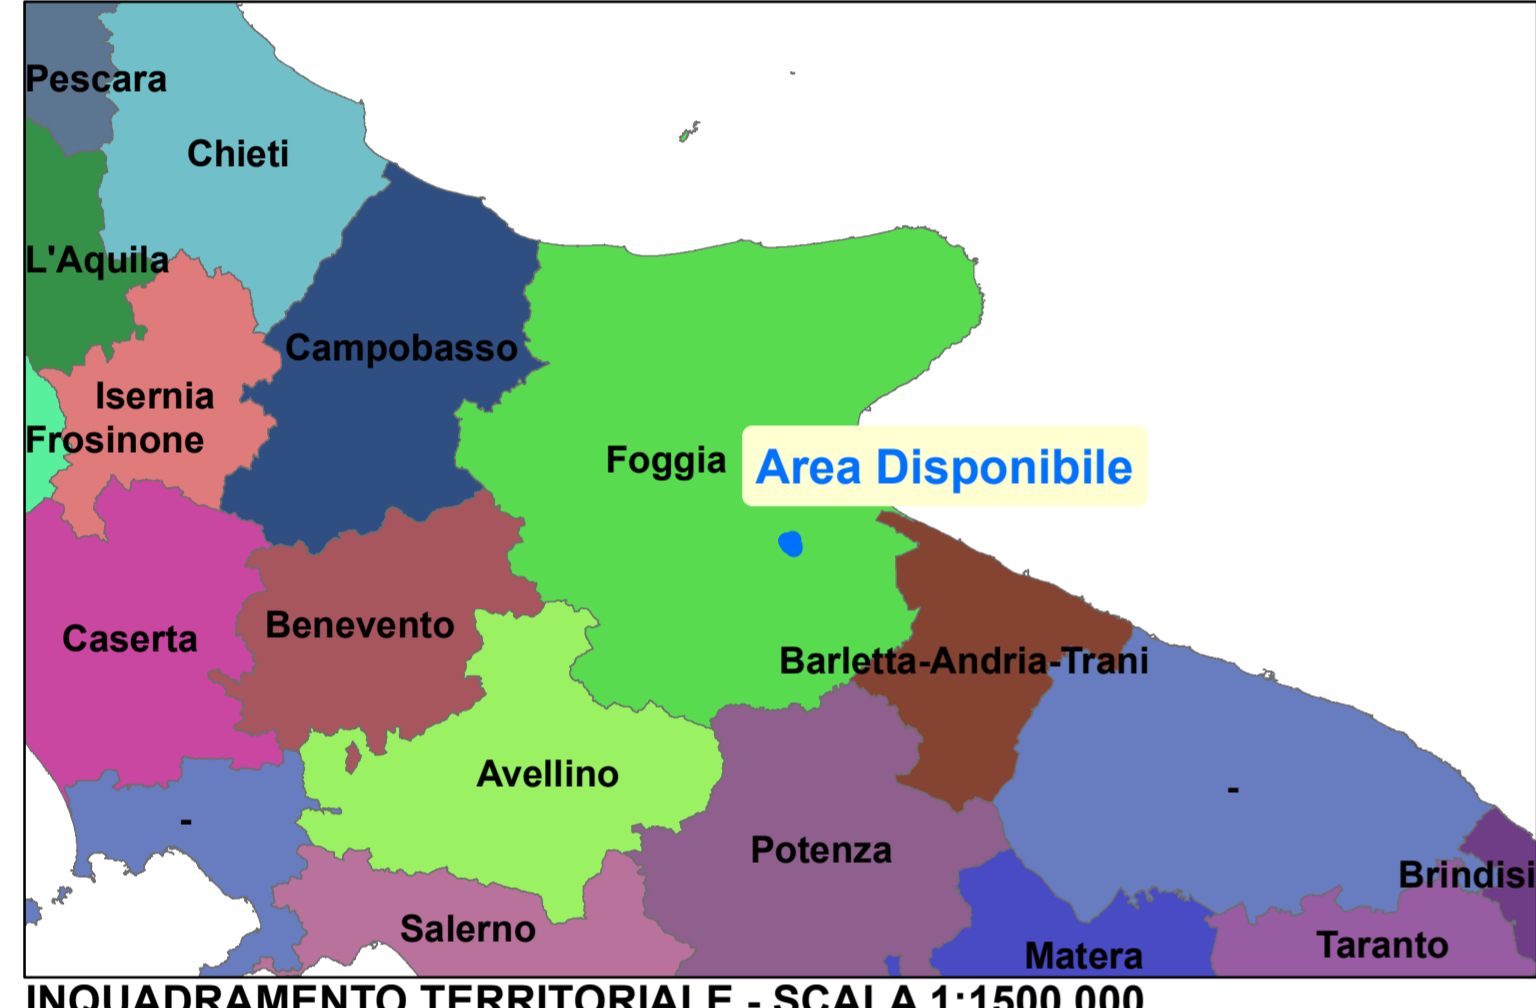 Pescara
Chieti
L'Aquila
Campobasso
Isernia
Frosinone
Foggia
Area Disponibile
Caserta
Benevento
Barletta-Andria-Trani
Avellino
-
-
Potenza
Brindisi
Salerno
Matera
Taranto
INQUADRAMENTO TERRITORIALE - SCALA 1:1500.000